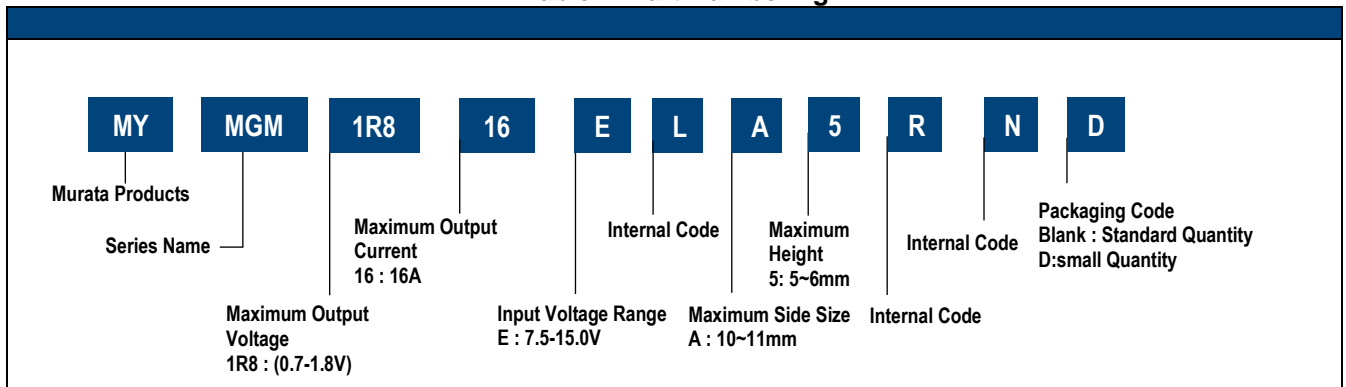 MY MGM 1R8 16 E L A 5 R N D
Murata Products
Series Name
Maximum Output
Voltage
1R8 : (0.7-1.8V)
Maximum Output
Current
16 : 16A
Input Voltage Range
E : 7.5-15.0V
Internal Code
Maximum Side Size
A : 10~11mm
Maximum
Height
5: 5~6mm
Internal Code
Internal Code
Packaging Code
Blank : Standard Quantity
D:small Quantity